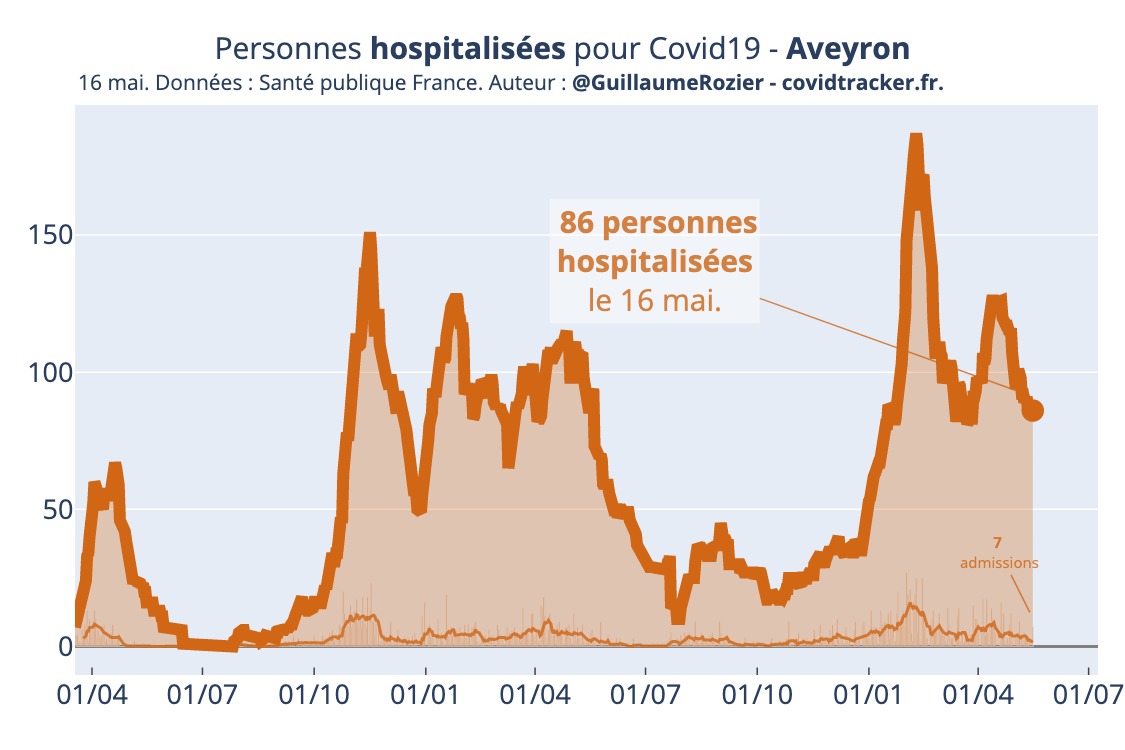 Personnes hospitalisées pour Covid19 - Aveyron
16 mai. Données : Santé publique France. Auteur : @GuillaumeRozier - covidtracker.fr.
150
86 personnes
hospitalisées
le 16 mai.
100
50
7
admissions
0
01/04 01/07 01/10 01/01 01/04 01/07 01/10 01/01 01/04 01/07